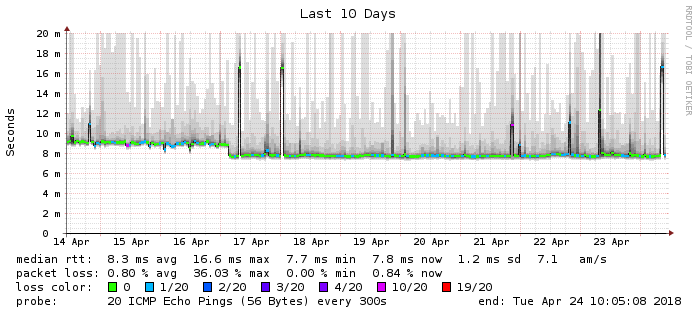 Last 10 Days
RRDTOOL / TOBI OETIKER
Seconds
20 m
18 m
16 m
14 m
12 m
10 m
8 m
6 m
4 m
2 m
0
14 Apr 15 Apr 16 Apr 17 Apr 18 Apr 19 Apr 20 Apr 21 Apr 22 Apr 23 Apr
median rtt: 8.3 ms avg 16.6 ms max 7.7 ms min 7.8 ms now 1.2 ms sd 7.1 am/s
packet loss: 0.80 % avg 36.03 % max 0.00 % min 0.84 % now
loss color: 0 1/20 2/20 3/20 4/20 10/20 19/20
probe: 20 ICMP Echo Pings (56 Bytes) every 300s end: Tue Apr 24 10:05:08 2018